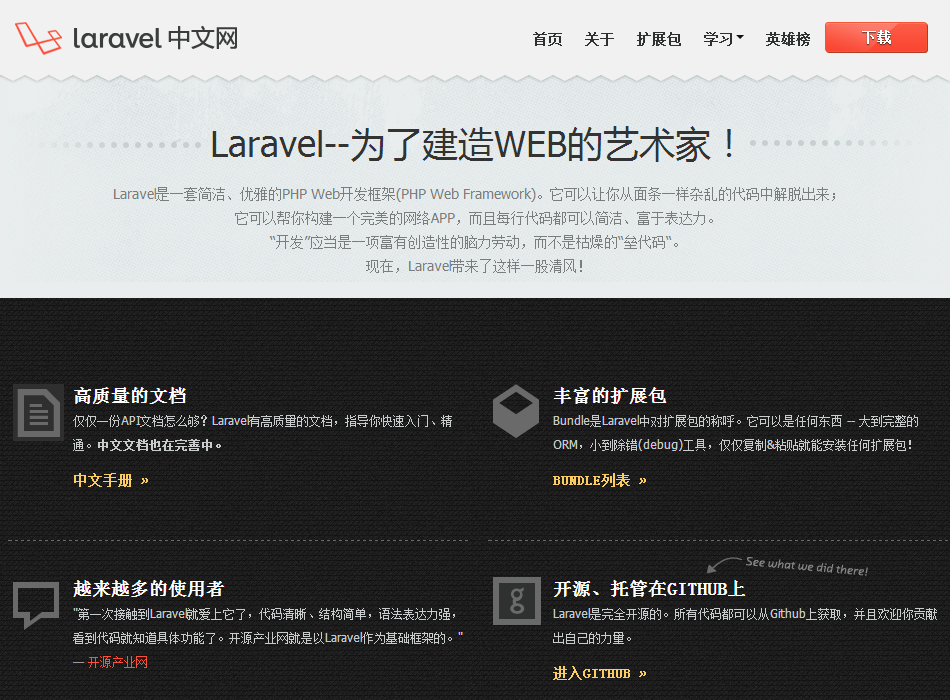 laravel 中文网
首页 关于 扩展包 学习 英雄榜 下载
Laravel--为了建造WEB的艺术家！
Laravel是一套简洁、优雅的PHP Web开发框架(PHP Web Framework)。它可以让你从面条一样杂乱的代码中解脱出来；
它可以帮你构建一个完美的网络APP，而且每行代码都可以简洁、富于表达力。
“开发”应当是一项富有创造性的脑力劳动，而不是枯燥的“垒代码“。
现在，Laravel带来了这样一股清风！
高质量的文档
仅仅一份API文档怎么够？Laravel有高质量的文档，指导你快速入门、精
通。中文文档也在完善中。
中文手册 »
丰富的扩展包
Bundle是Laravel中对扩展包的称呼。它可以是任何东西 -- 大到完整的
ORM，小到除错(debug)工具，仅仅复制&粘贴就能安装任何扩展包！
BUNDLE列表 »
越来越多的使用者
"第一次接触到Laravel就爱上它了，代码清晰、结构简单，语法表达力强，
看到代码就知道具体功能了。开源产业网就是以Laravel作为基础框架的。"
— 开源产业网
See what we did there!
开源、托管在GITHUB上
Laravel是完全开源的。所有代码都可以从Github上获取，并且欢迎你贡献
出自己的力量。
进入GITHUB »